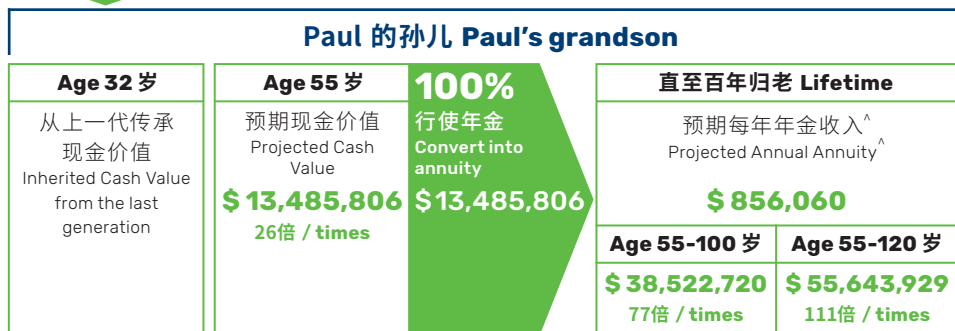 Paul 的孙儿 Paul's grandson
Age 32 岁
从上一代传承
现金价值
Inherited Cash Value
from the last
generation
Age 55 岁
预期现金价值
Projected Cash
Value
$ 13,485,806
26倍 / times
100%
行使年金
Convert into
annuity
$ 13,485,806
直至百年归老 Lifetime
预期每年年金收入^
Projected Annual Annuity^
$ 856,060
Age 55-100 岁
$ 38,522,720
77倍 / times
Age 55-120 岁
$ 55,643,929
111倍 / times